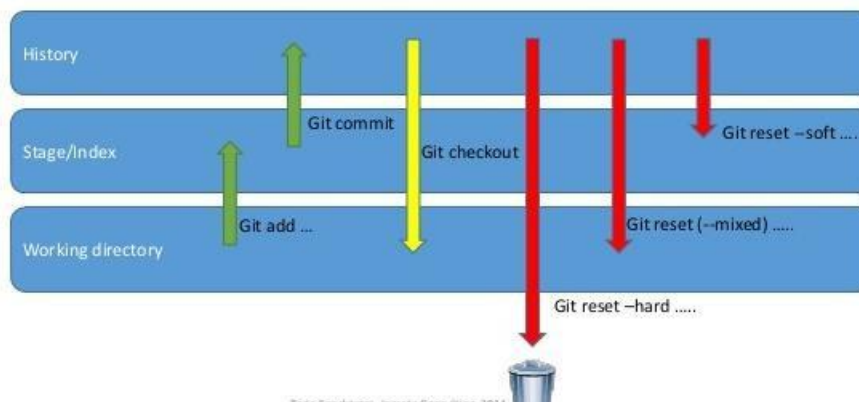 History
Git commit
Stage/Index
Git checkout
Git reset –soft ....
Git add ...
Git reset (--mixed) .....
Working directory
Git reset –hard .....